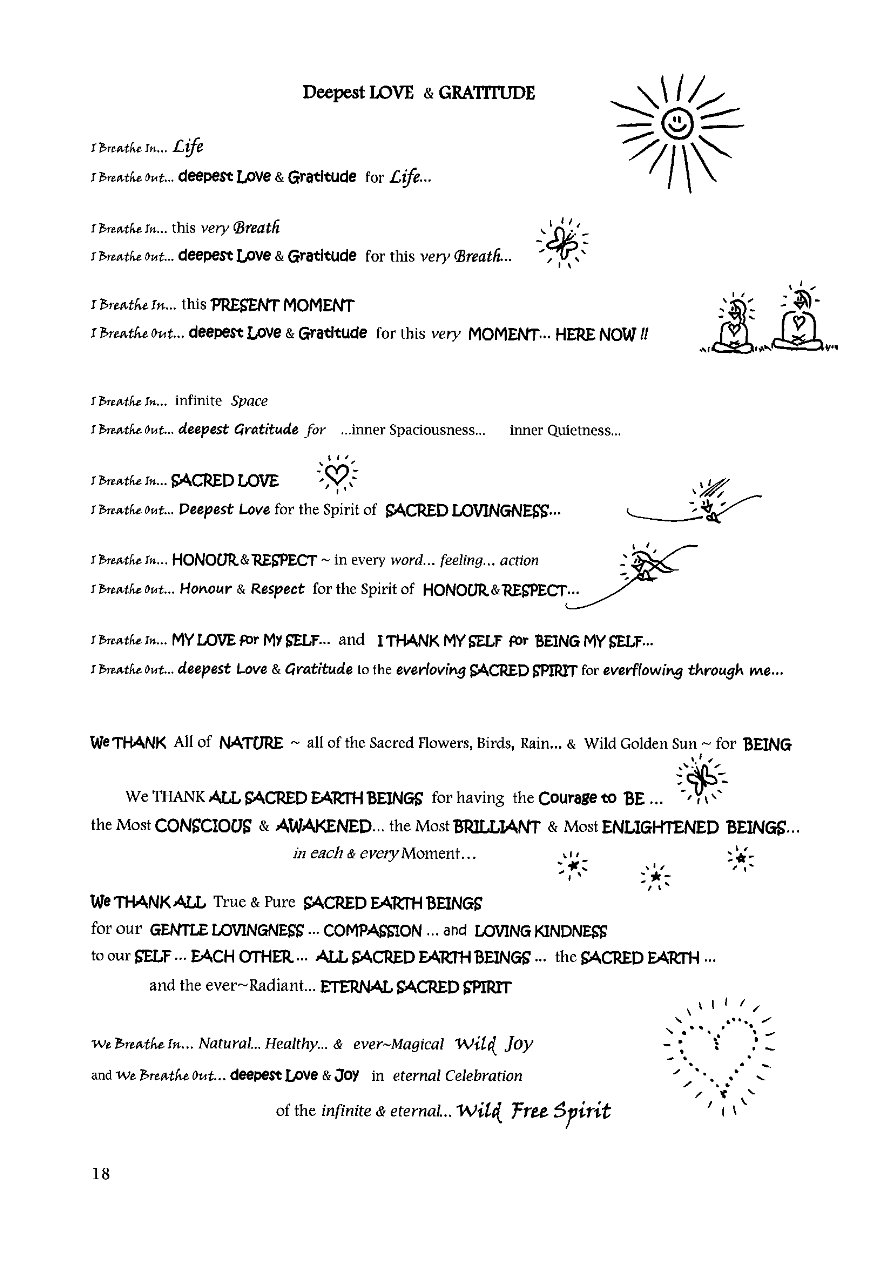 Deepest LOVE & GRATITUDE
I Breathe In... Life
I Breathe Out... deepest Love & Gratitude for Life...
I Breathe In... this very Breath
I Breathe Out... deepest Love & Gratitude for this very Breath...
I Breathe In... this PRESENT MOMENT
I Breathe Out... deepest Love & Gratitude for this very MOMENT... HERE NOW !!
I Breathe In... infinite Space
I Breathe Out... deepest Gratitude for ...inner Spaciousness... inner Quietness...
I Breathe In... SACRED LOVE
I Breathe Out... Deepest Love for the Spirit of SACRED LOVINGNESS...
I Breathe In... HONOUR & RESPECT ~ in every word... feeling... action
I Breathe Out... Honour & Respect for the Spirit of HONOUR & RESPECT...
I Breathe In... MY LOVE for MY SELF... and I THANK MY SELF for BEING MY SELF...
I Breathe Out... deepest Love & Gratitude to the everloving SACRED SPIRIT for everflowing through me...
We THANK All of NATURE ~ all of the Sacred Flowers, Birds, Rain... & Wild Golden Sun ~ for BEING
We THANK ALL SACRED EARTH BEINGS for having the Courage to BE ...
the Most CONSCIOUS & AWAKENED... the Most BRILLIANT & Most ENLIGHTENED BEINGS...
in each & every Moment...
We THANK ALL True & Pure SACRED EARTH BEINGS
for our GENTLE LOVINGNESS ... COMPASSION ... and LOVING KINDNESS
to our SELF ... EACH OTHER ... ALL SACRED EARTH BEINGS ... the SACRED EARTH ...
and the ever~Radiant... ETERNAL SACRED SPIRIT
We Breathe In... Natural... Healthy... & ever~Magical Wild Joy
and We Breathe Out... deepest Love & Joy in eternal Celebration
of the infinite & eternal... Wild Free Spirit
18